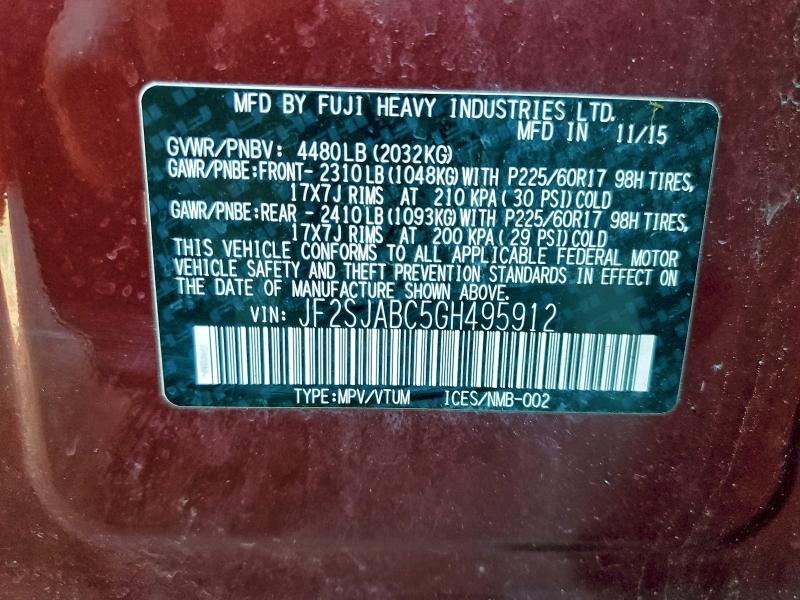 MFD BY FUJI HEAVY INDUSTRIES LTD.
MFD IN 11/15
GVWR/PNBV: 4480LB(2032KG)
GAWR/PNBE:FRONT- 2310LB(1048KG)WITH P225/60R17 98H TIRES,
17X7J RIMS AT 210 KPA( 30 PSI)COLD
GAWR/PNBE:REAR - 2410LB(1093KG)WITH P225/60R17 98H TIRES,
17X7J RIMS AT 200 KPA(29 PSI)COLD
THIS VEHICLE CONFORMS TO ALL APPLICABLE FEDERAL MOTOR
VEHICLE SAFETY AND THEFT PREVENTION STANDARDS IN EFFECT ON
THE DATE OF MANUFACTURE SHOWN ABOVE.
VIN: JF2SJABC5GH495912
TYPE:MPV/VTUM ICES/NMB-002